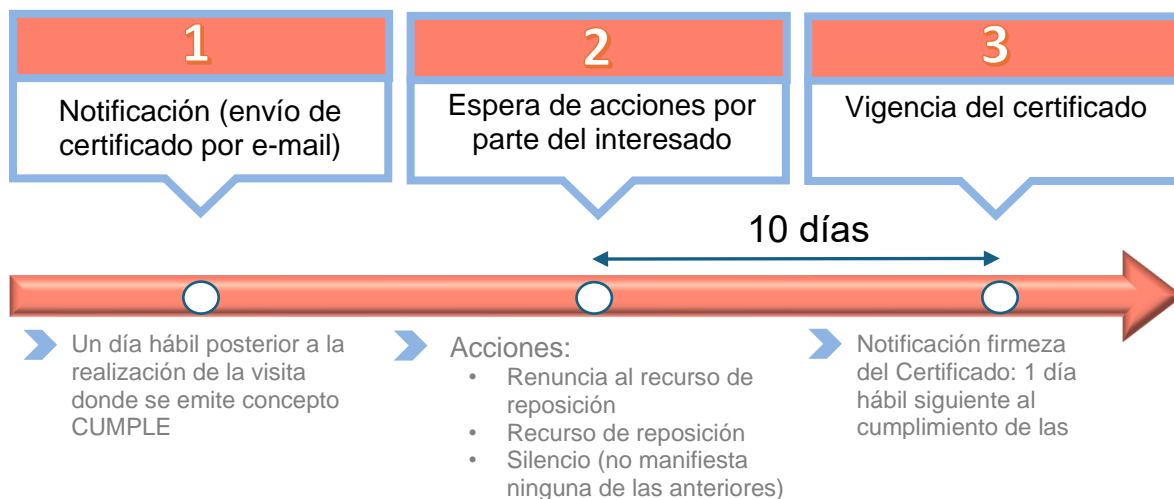 1
Notificación (envío de
certificado por e-mail)
2
Espera de acciones por
parte del interesado
3
Vigencia del certificado
10 días
Un día hábil posterior a la
realización de la visita
donde se emite concepto
CUMPLE
Acciones:
• Renuncia al recurso de
reposición
• Recurso de reposición
• Silencio (no manifiesta
ninguna de las anteriores)
Notificación firmeza
del Certificado: 1 día
hábil siguiente al
cumplimiento de las